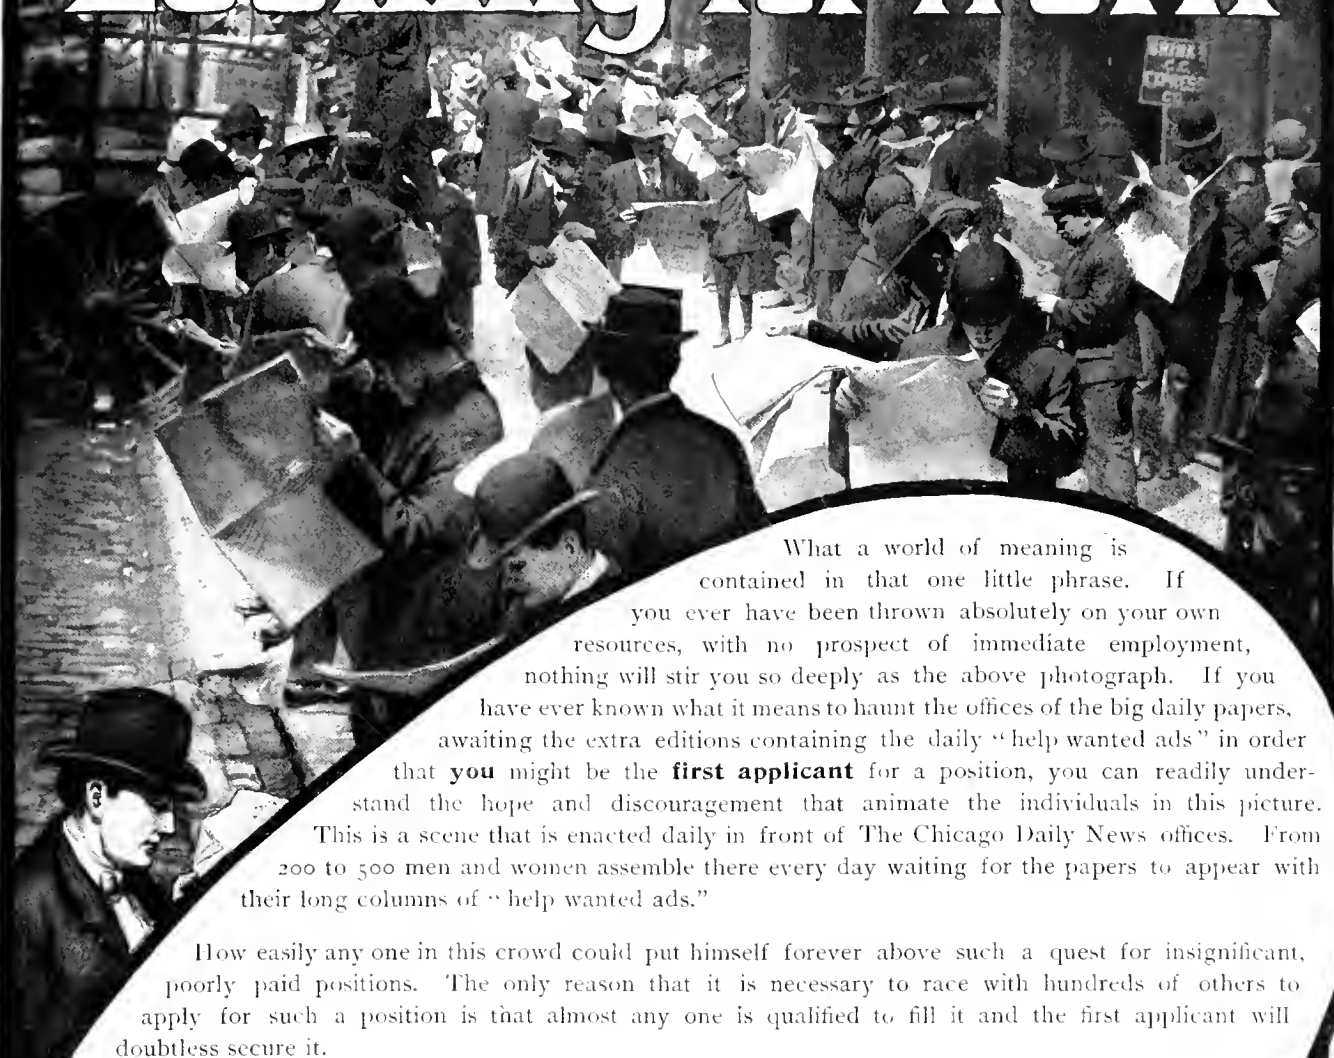 Looking for Work
What a world of meaning is
contained in that one little phrase. If
you ever have been thrown absolutely on your own
resources, with no prospect of immediate employment,
nothing will stir you so deeply as the above photograph. If you
have ever known what it means to haunt the offices of the big daily papers,
awaiting the extra editions containing the daily “help wanted ads” in order
that you might be the first applicant for a position, you can readily under-
stand the hope and discouragement that animate the individuals in this picture.
This is a scene that is enacted daily in front of The Chicago Daily News offices. From
200 to 500 men and women assemble there every day waiting for the papers to appear with
their long columns of “help wanted ads.”
How easily any one in this crowd could put himself forever above such a quest for insignificant,
poorly paid positions. The only reason that it is necessary to race with hundreds of others to
apply for such a position is that almost any one is qualified to fill it and the first applicant will
doubtless secure it.